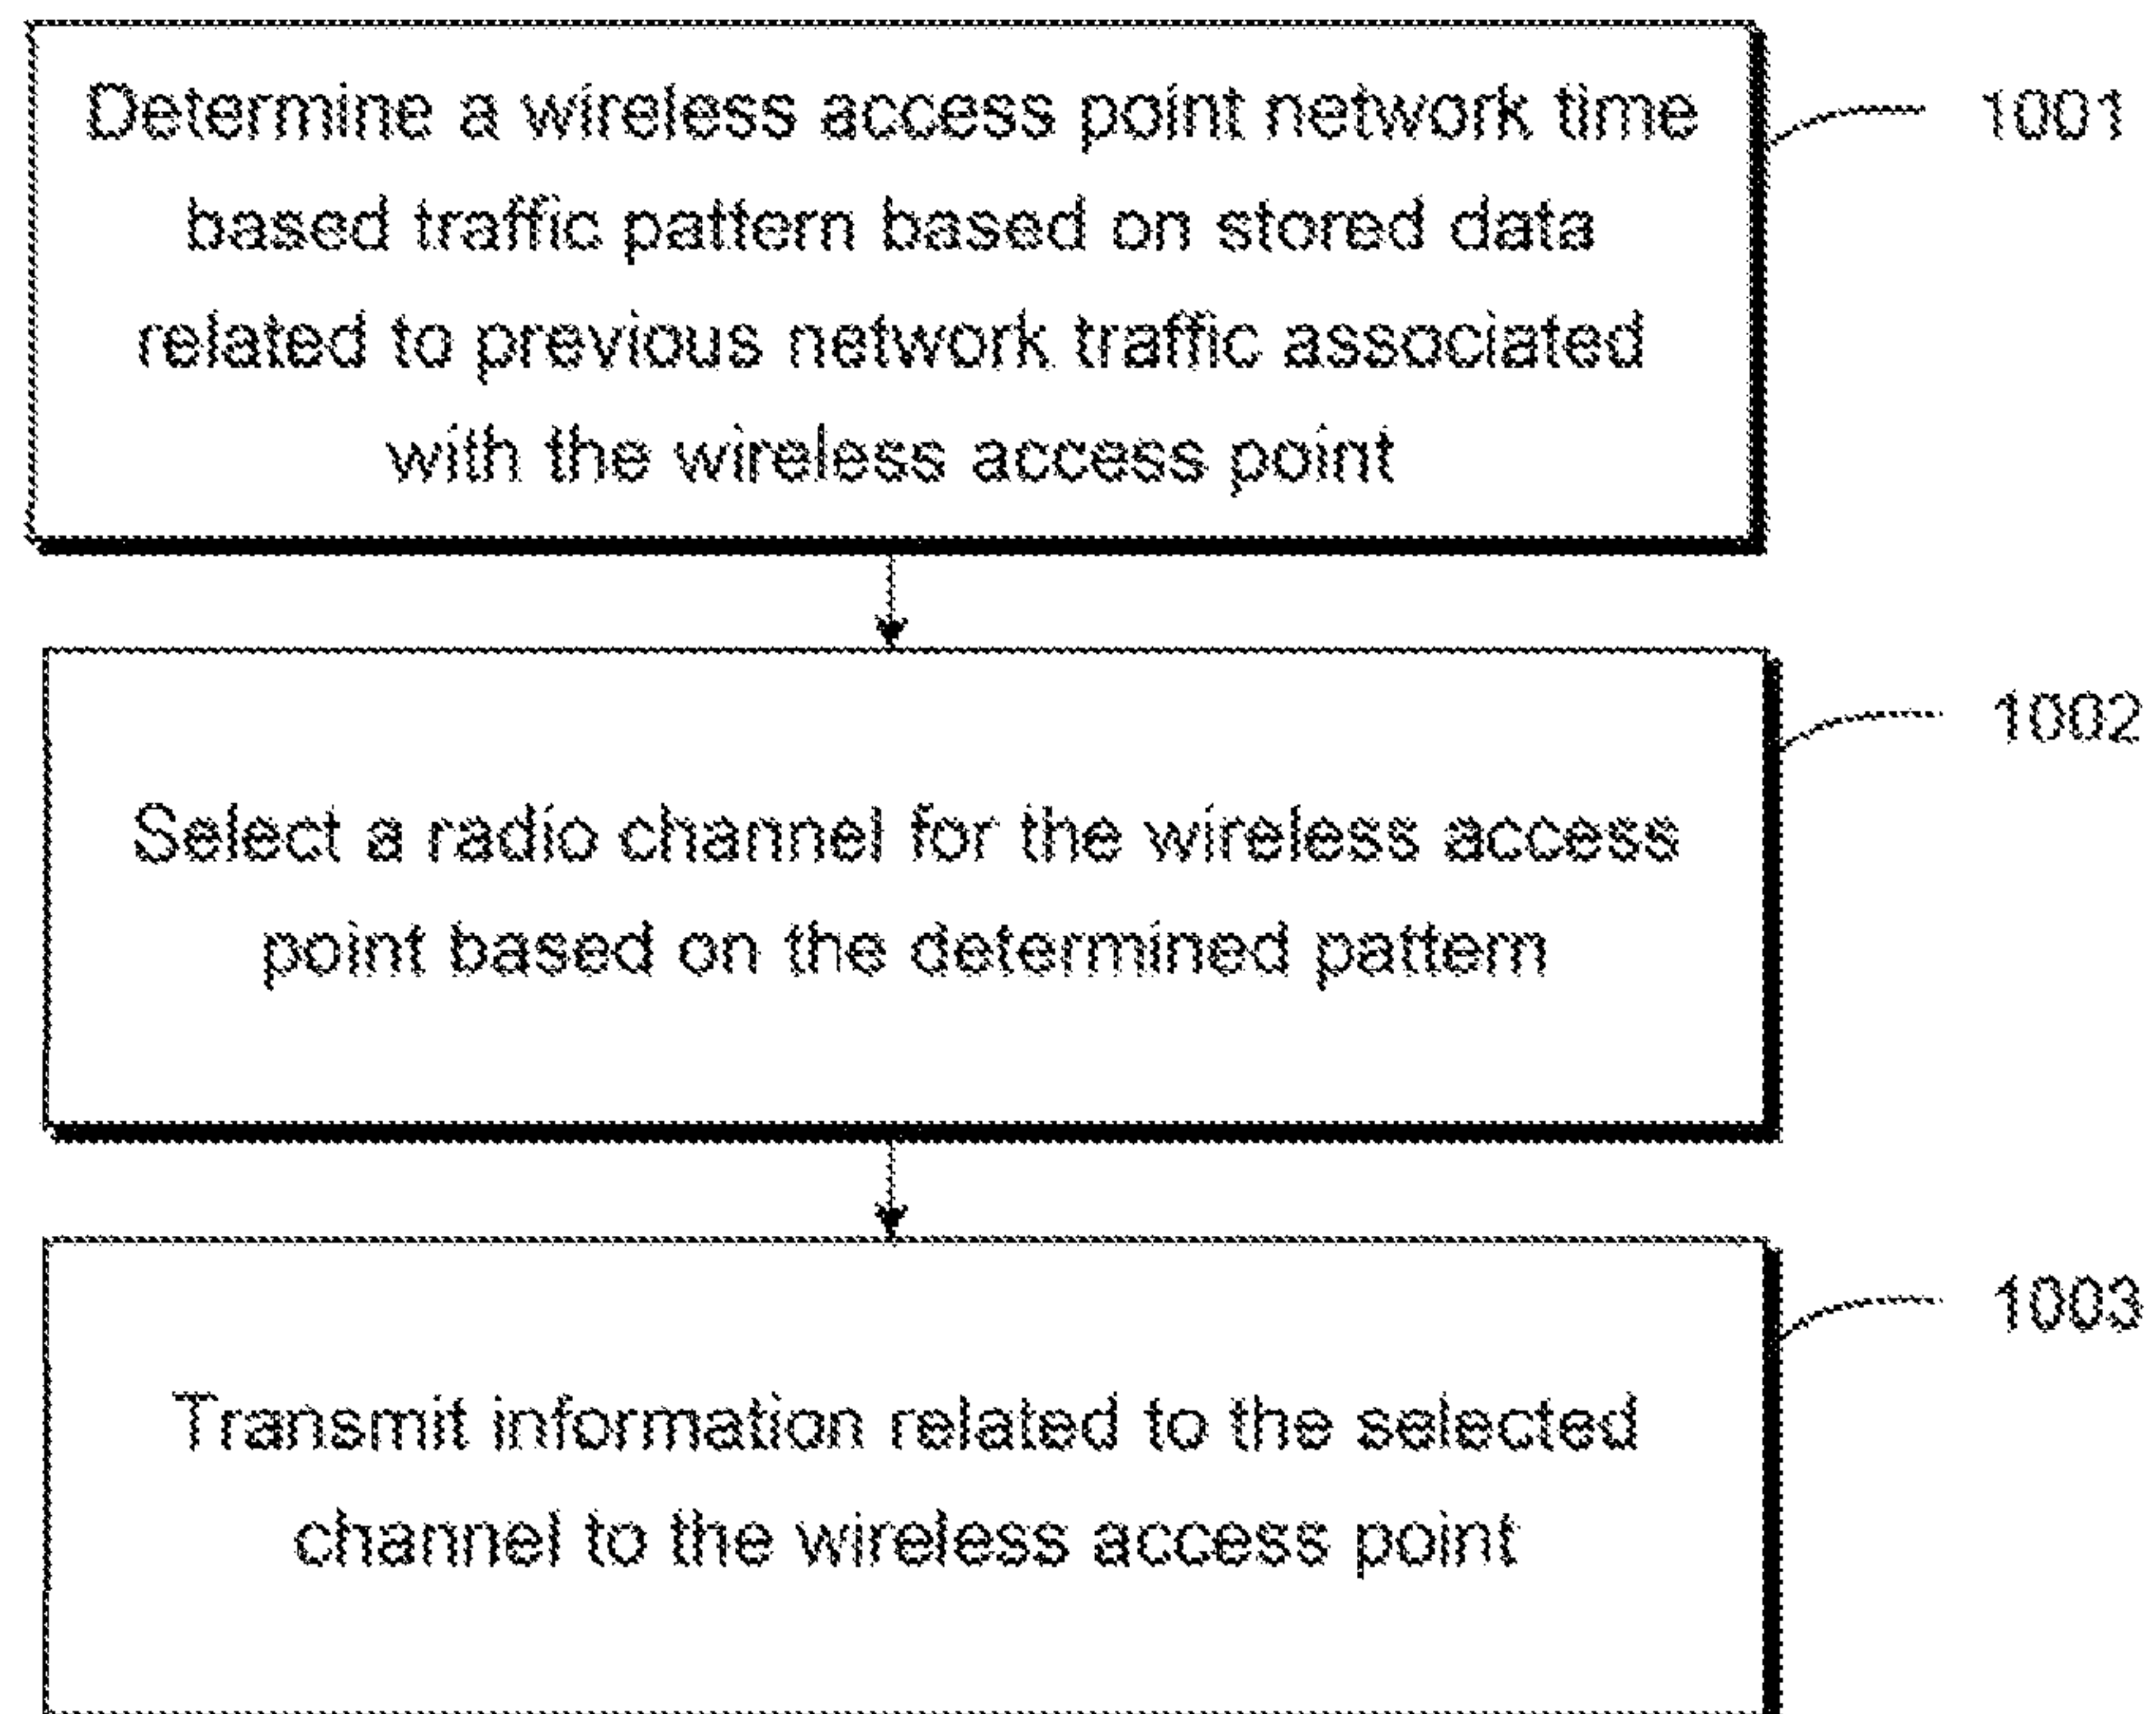 Determine a wireless access point network time
1001
based traffic pattern based on stored data
related to previous network traffic associated
with the wireless access point
1002
Select a radio channel for the wireless access
point based on the determined pattern
1003
Transmit information related to the selected
channel to the wireless access point